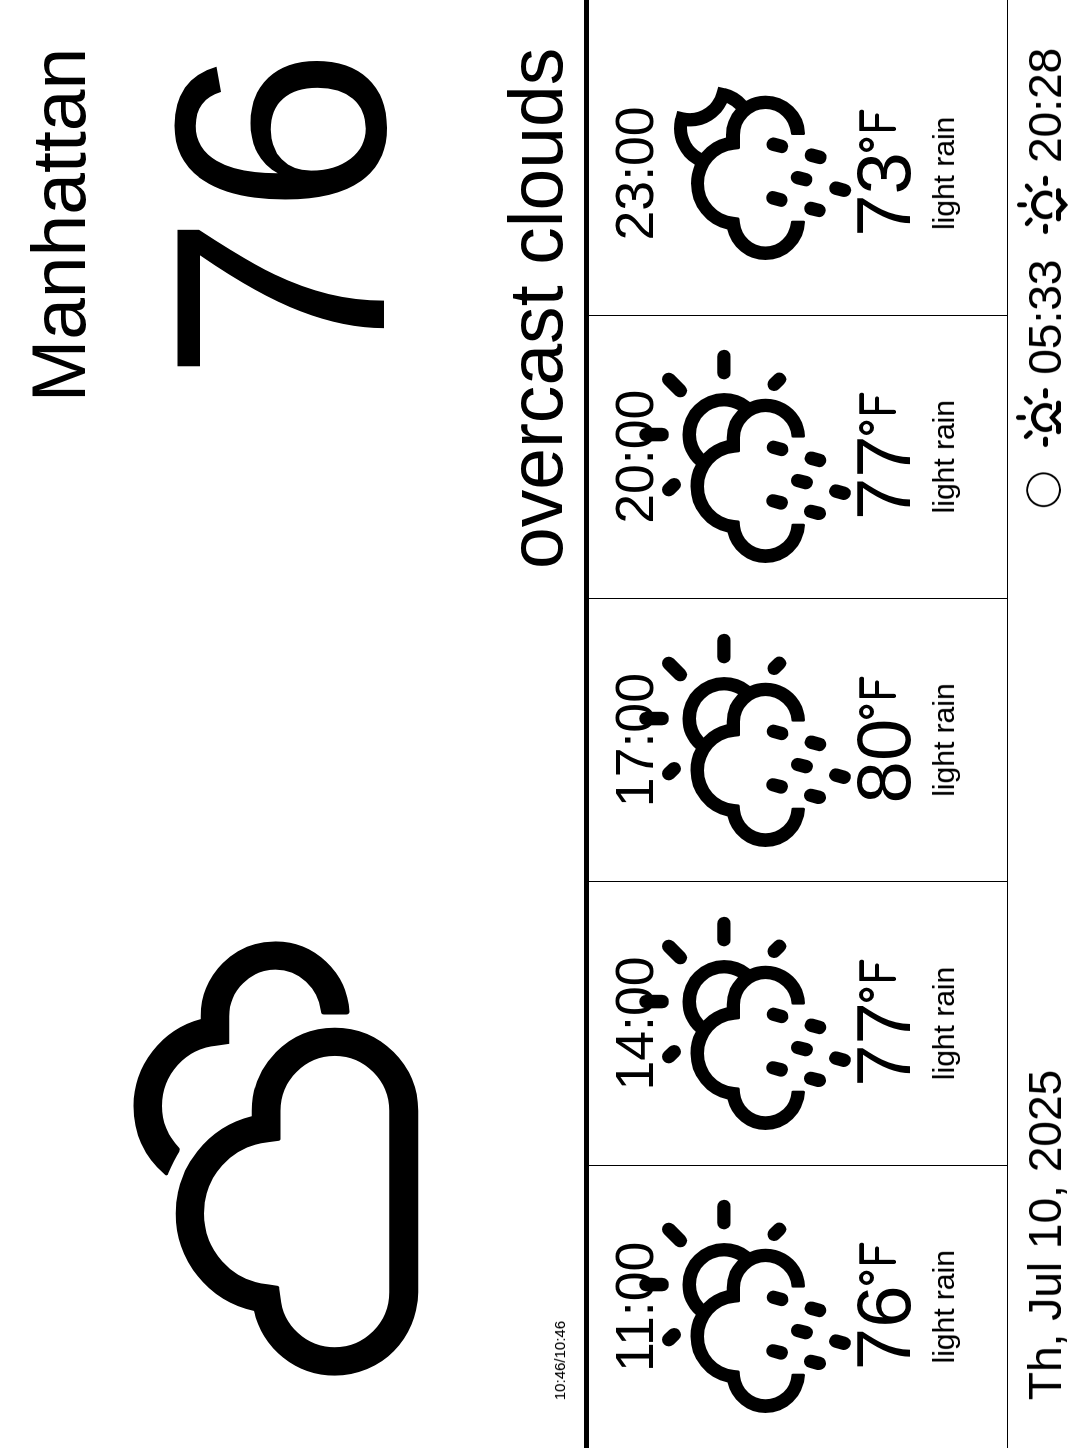 Manhattan
76
overcast clouds
10:46/10:46
11:00 14:00 17:00 20:00 23:00
76°F 77°F 80°F 77°F 73°F
light rain light rain light rain light rain light rain
Th, Jul 10, 2025 05:33 20:28